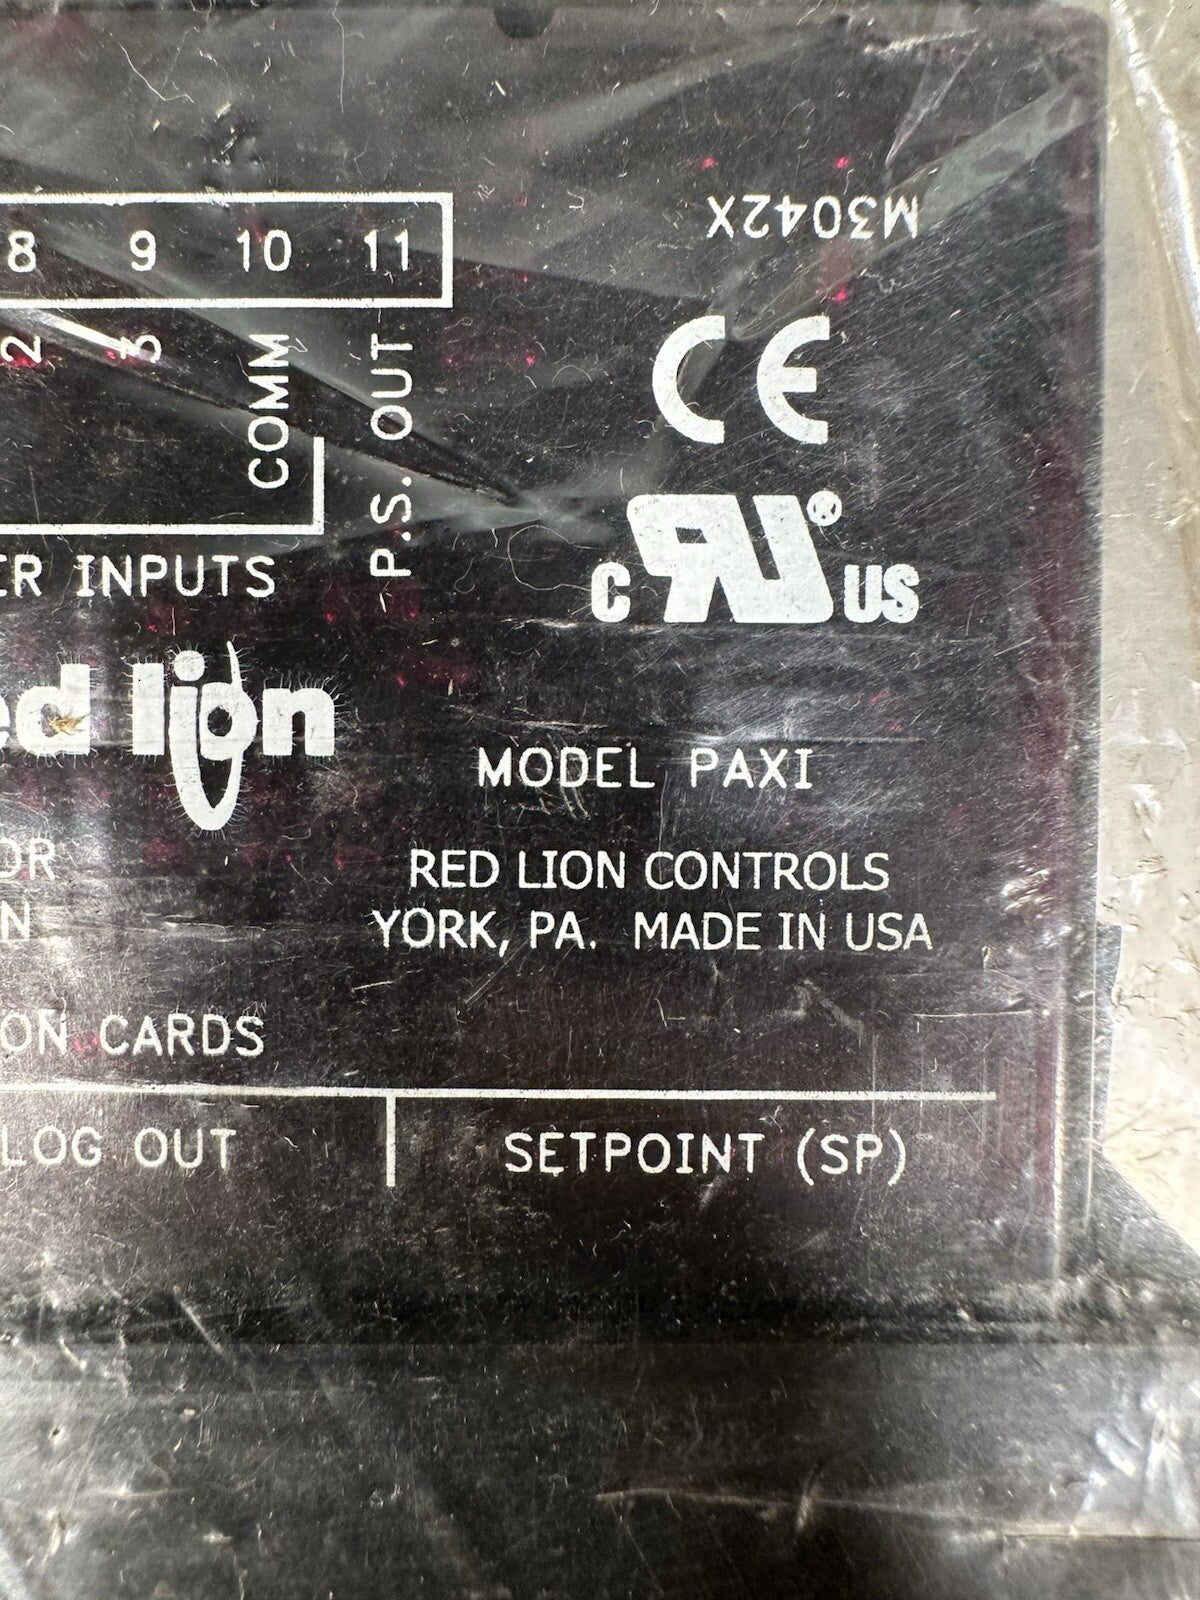 M3042X
8 9 10 11
2 3 COMM P.S. OUT
CE
C RU® US
ER INPUTS
ed lion
MODEL PAXI
OR
RED LION CONTROLS
N
YORK, PA. MADE IN USA
ON CARDS
LOG OUT
SETPOINT (SP)